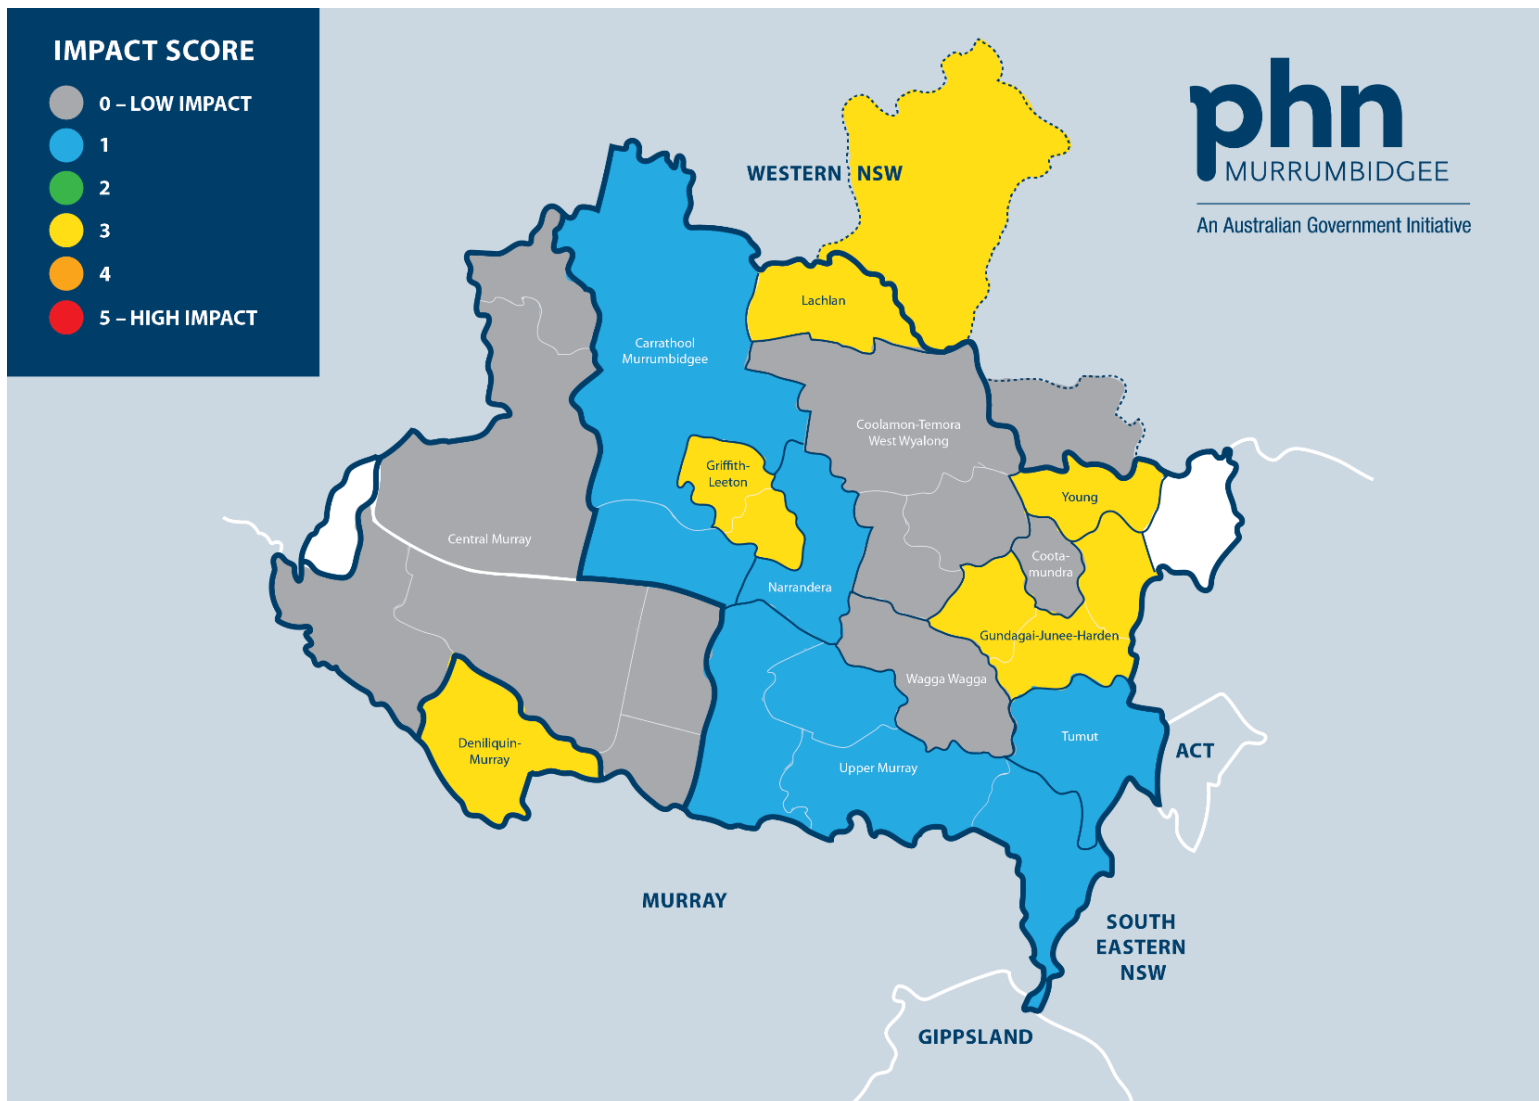 IMPACT SCORE
0 – LOW IMPACT
1
2
3
4
5 – HIGH IMPACT
phn
MURRUMBIDGEE
An Australian Government Initiative
WESTERN NSW
Lachlan
Carrathool
Murrumbidgee
Coolamon-Temora
West Wyalong
Griffith-
Leeton
Young
Central Murray
Coota-
mundra
Narrandera
Gundagai-Junee-Harden
Wagga Wagga
Deniliquin-
Murray
Tumut
ACT
Upper Murray
MURRAY
SOUTH
EASTERN
NSW
GIPPSLAND